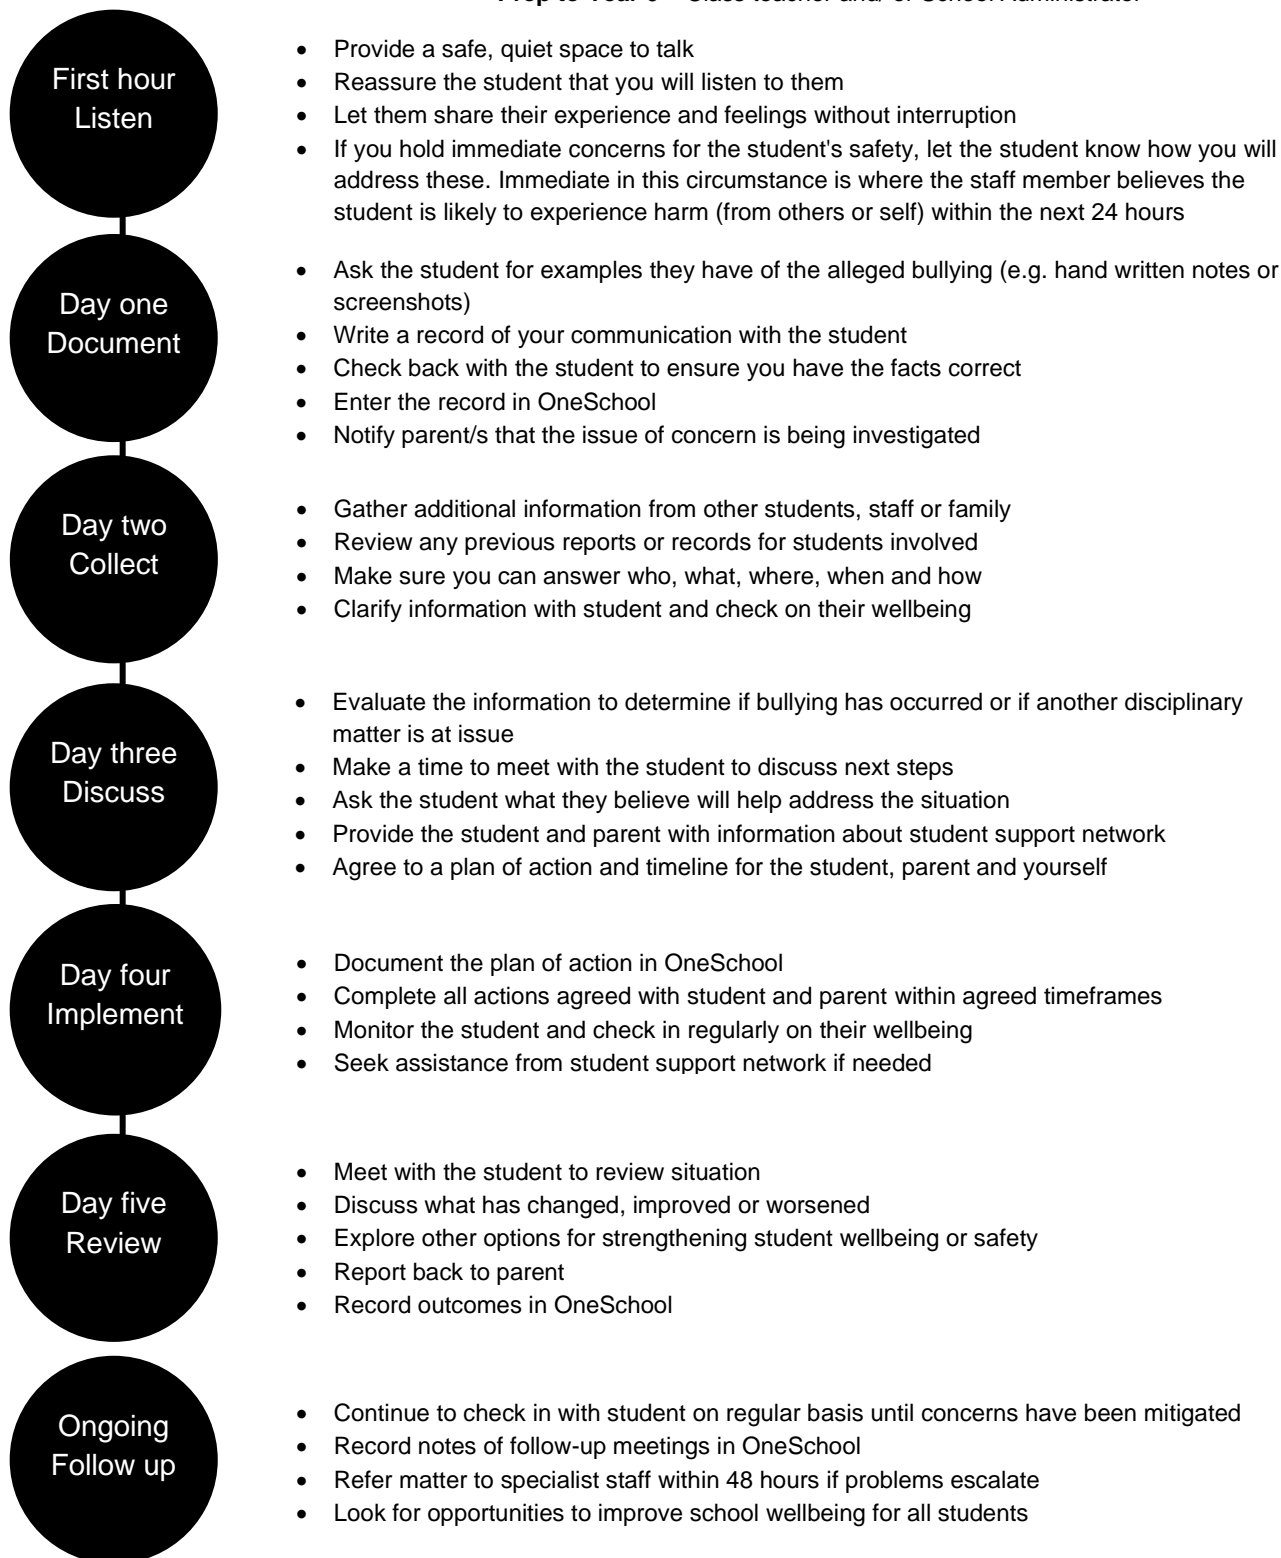 First hour
Listen
• Provide a safe, quiet space to talk
• Reassure the student that you will listen to them
• Let them share their experience and feelings without interruption
• If you hold immediate concerns for the student's safety, let the student know how you will
address these. Immediate in this circumstance is where the staff member believes the
student is likely to experience harm (from others or self) within the next 24 hours
Day one
Document
• Ask the student for examples they have of the alleged bullying (e.g. hand written notes or
screenshots)
• Write a record of your communication with the student
• Check back with the student to ensure you have the facts correct
• Enter the record in OneSchool
• Notify parent/s that the issue of concern is being investigated
Day two
Collect
• Gather additional information from other students, staff or family
• Review any previous reports or records for students involved
• Make sure you can answer who, what, where, when and how
• Clarify information with student and check on their wellbeing
Day three
Discuss
• Evaluate the information to determine if bullying has occurred or if another disciplinary
matter is at issue
• Make a time to meet with the student to discuss next steps
• Ask the student what they believe will help address the situation
• Provide the student and parent with information about student support network
• Agree to a plan of action and timeline for the student, parent and yourself
Day four
Implement
• Document the plan of action in OneSchool
• Complete all actions agreed with student and parent within agreed timeframes
• Monitor the student and check in regularly on their wellbeing
• Seek assistance from student support network if needed
Day five
Review
• Meet with the student to review situation
• Discuss what has changed, improved or worsened
• Explore other options for strengthening student wellbeing or safety
• Report back to parent
• Record outcomes in OneSchool
Ongoing
Follow up
• Continue to check in with student on regular basis until concerns have been mitigated
• Record notes of follow-up meetings in OneSchool
• Refer matter to specialist staff within 48 hours if problems escalate
• Look for opportunities to improve school wellbeing for all students